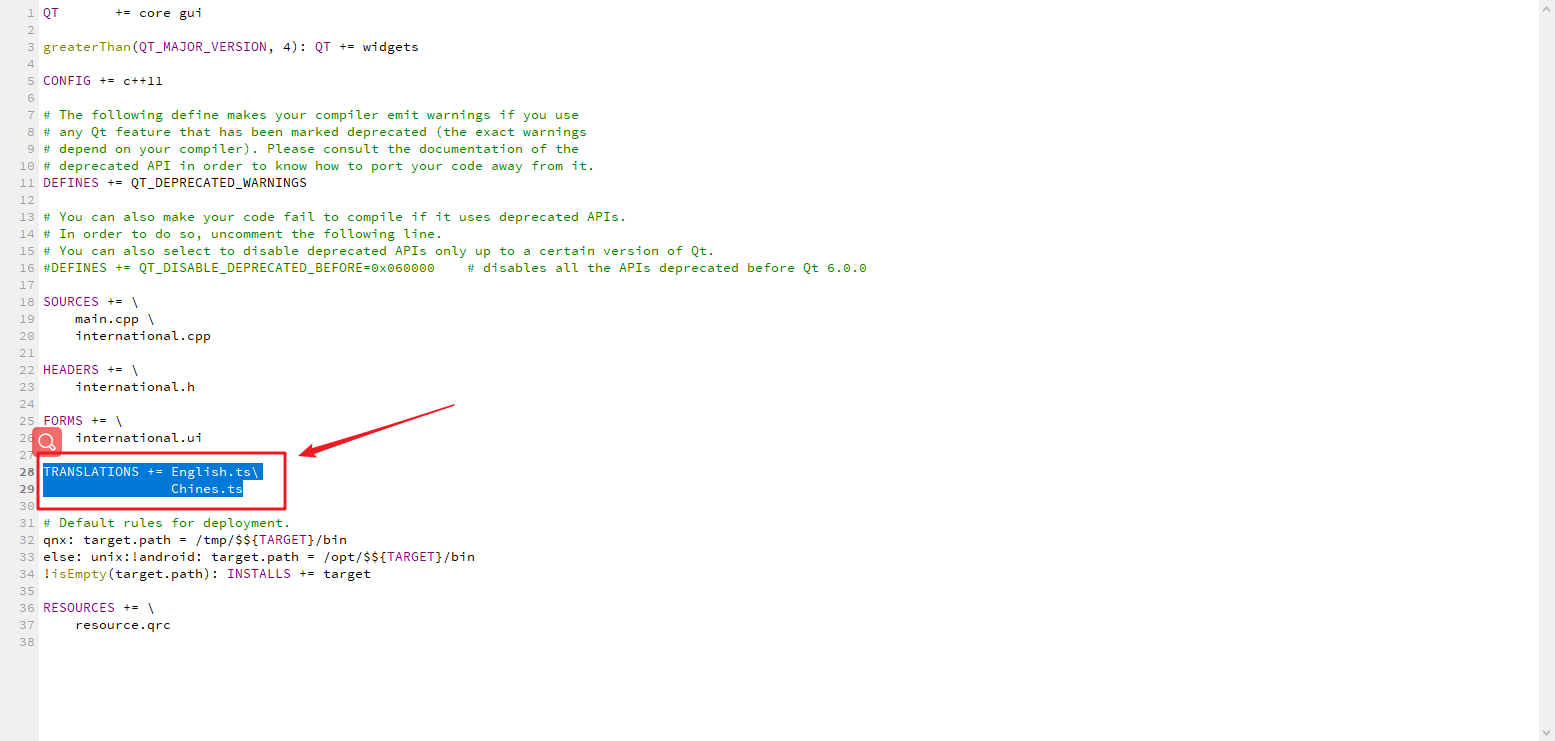 1 QT       += core gui
2
3 greaterThan(QT_MAJOR_VERSION, 4): QT += widgets
4
5 CONFIG += c++11
6
7 # The following define makes your compiler emit warnings if you use
8 # any Qt feature that has been marked deprecated (the exact warnings
9 # depend on your compiler). Please consult the documentation of the
10 # deprecated API in order to know how to port your code away from it.
11 DEFINES += QT_DEPRECATED_WARNINGS
12
13 # You can also make your code fail to compile if it uses deprecated APIs.
14 # In order to do so, uncomment the following line.
15 # You can also select to disable deprecated APIs only up to a certain version of Qt.
16 #DEFINES += QT_DISABLE_DEPRECATED_BEFORE=0x060000    # disables all the APIs deprecated before Qt 6.0.0
17
18 SOURCES += \
19     main.cpp \
20     international.cpp
21
22 HEADERS += \
23     international.h
24
25 FORMS += \
26     international.ui
27
28 TRANSLATIONS += English.ts\
29                 Chines.ts
30
31 # Default rules for deployment.
32 qnx: target.path = /tmp/$${TARGET}/bin
33 else: unix:!android: target.path = /opt/$${TARGET}/bin
34 !isEmpty(target.path): INSTALLS += target
35
36 RESOURCES += \
37     resource.qrc
38